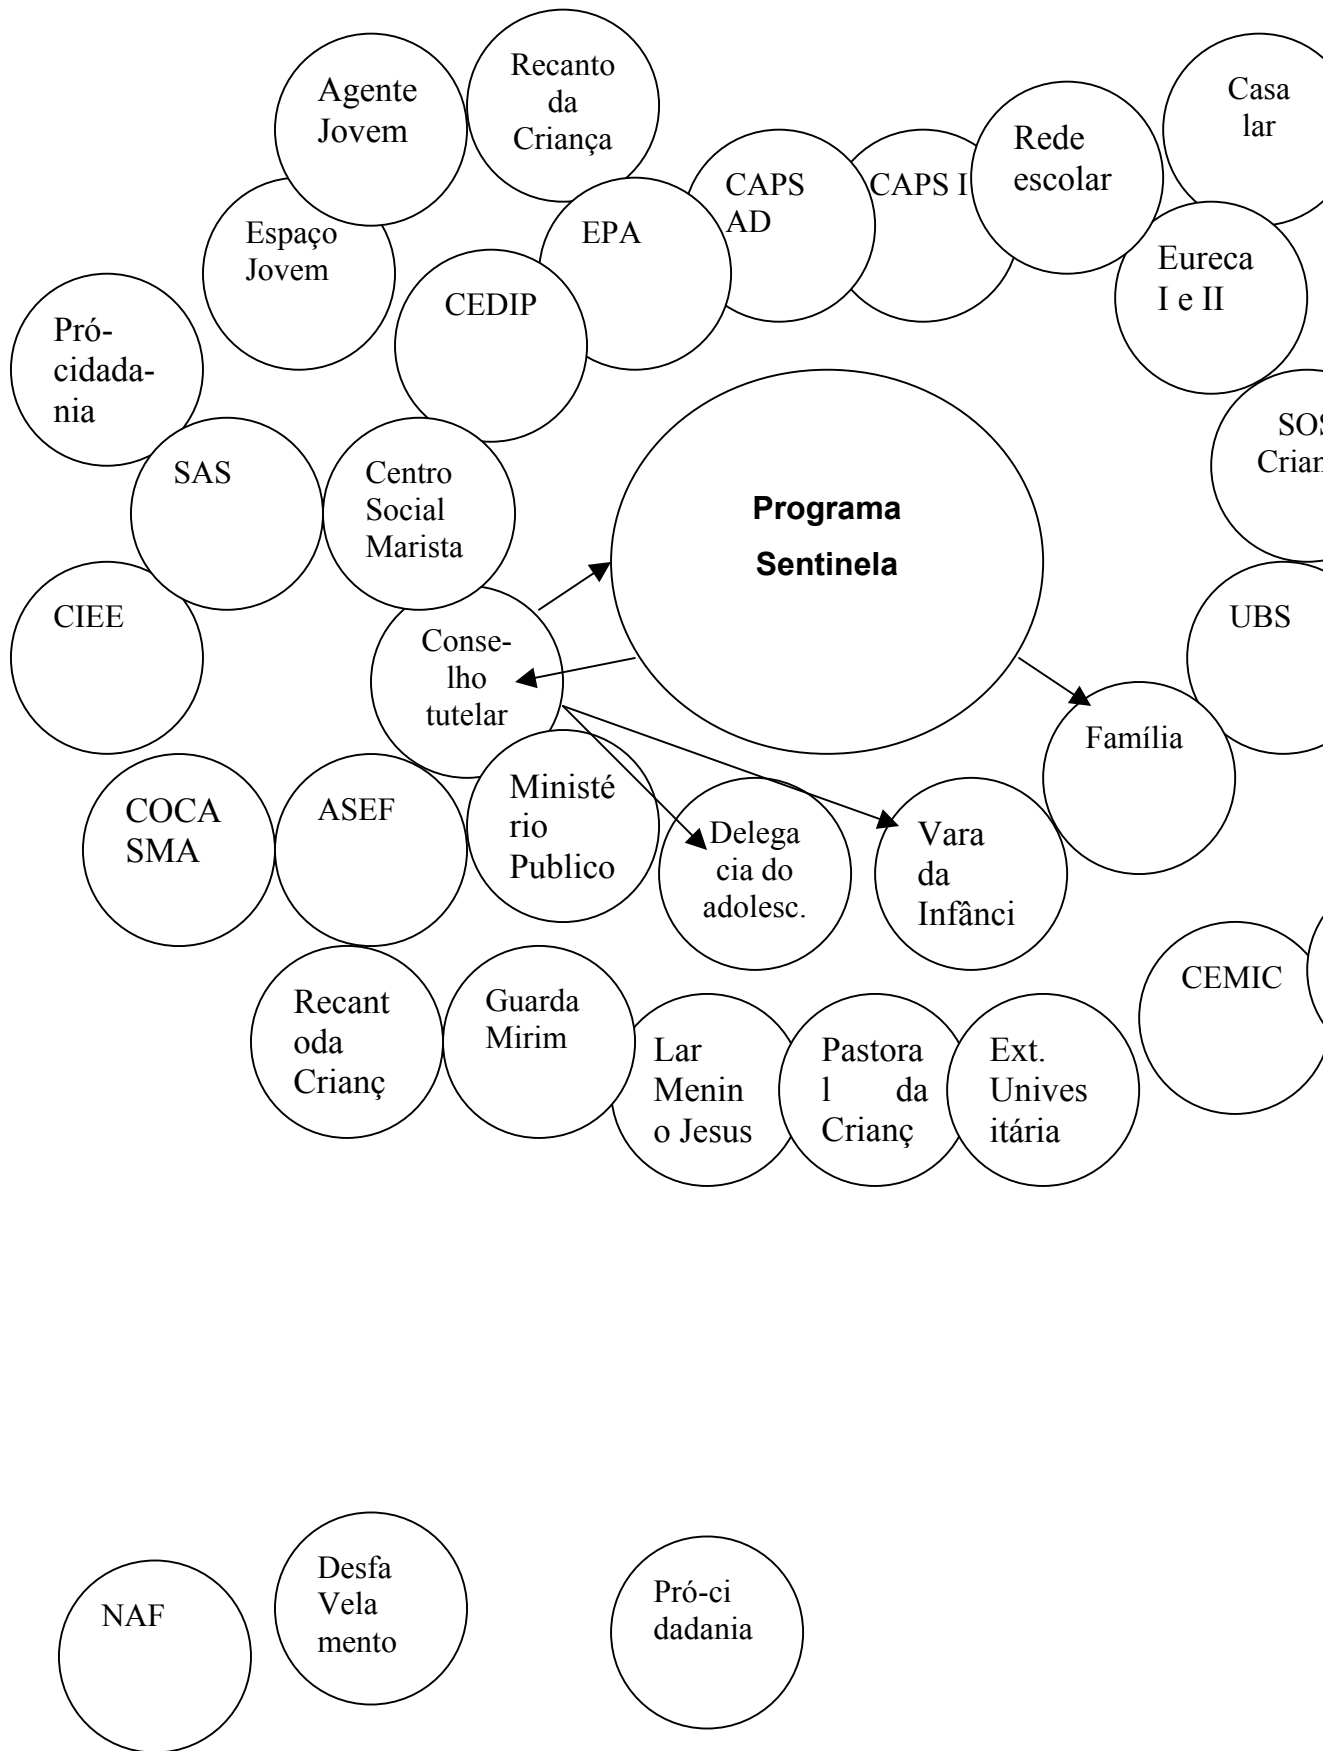 Agente
Jovem
Recanto
da
Criança
Casa
lar
Rede
escolar
CAPS
AD
CAPS I
Espaço
Jovem
EPA
Eureca
I e II
CEDIP
Pró-
cidada-
nia
SOS
Crian
SAS
Centro
Social
Marista
Programa
Sentinela
CIEE
UBS
Conse-
lho
tutelar
Família
COCA
SMA
ASEF
Ministé
rio
Publico
Delega
cia do
adolesc.
Vara
da
Infânci
CEMIC
Recant
oda
Crianç
Guarda
Mirim
Lar
Menin
o Jesus
Pastora
l da
Crianç
Ext.
Unives
itária
Desfa
Vela
mento
NAF
Pró-ci
dadania